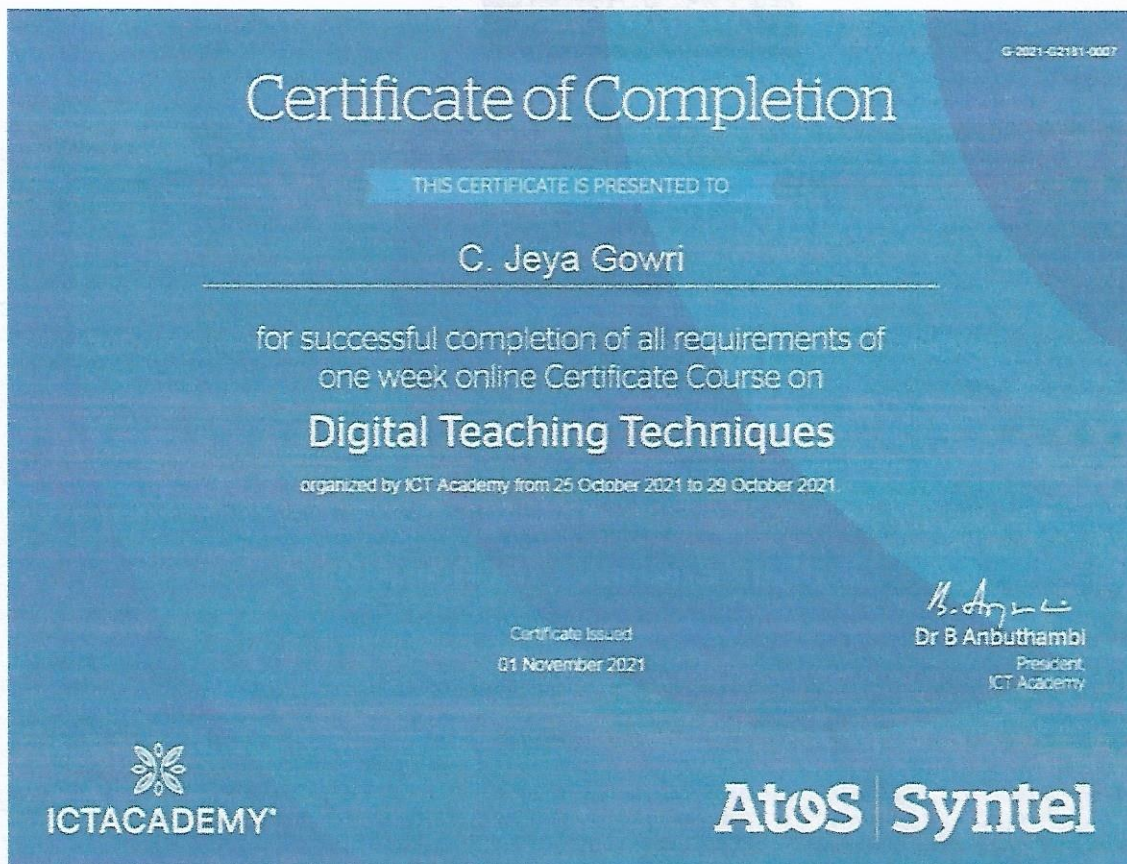 G-2021-G2181-0007
Certificate of Completion
THIS CERTIFICATE IS PRESENTED TO
C. Jeya Gowri
for successful completion of all requirements of
one week online Certificate Course on
Digital Teaching Techniques
organized by ICT Academy from 25 October 2021 to 29 October 2021.
Certificate Issued
01 November 2021
Dr B Anbuthambi
President,
ICT Academy
ICTACADEMY
Atos | Syntel